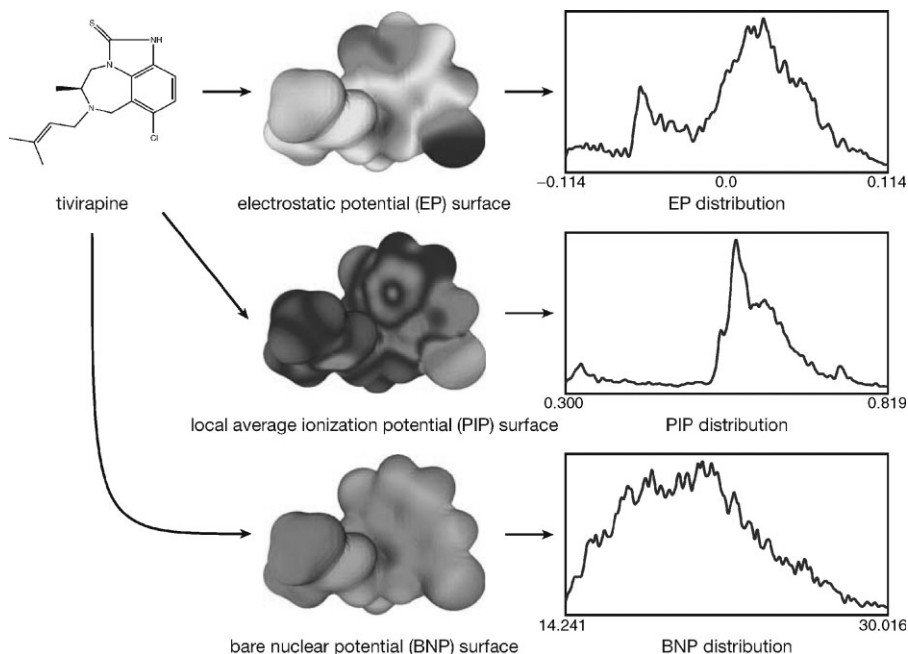 S
NH
N
N
Cl
−0.114
0.0
0.114
tivirapine
electrostatic potential (EP) surface
EP distribution
0.300
0.819
local average ionization potential (PIP) surface
PIP distribution
14.241
30.016
bare nuclear potential (BNP) surface
BNP distribution